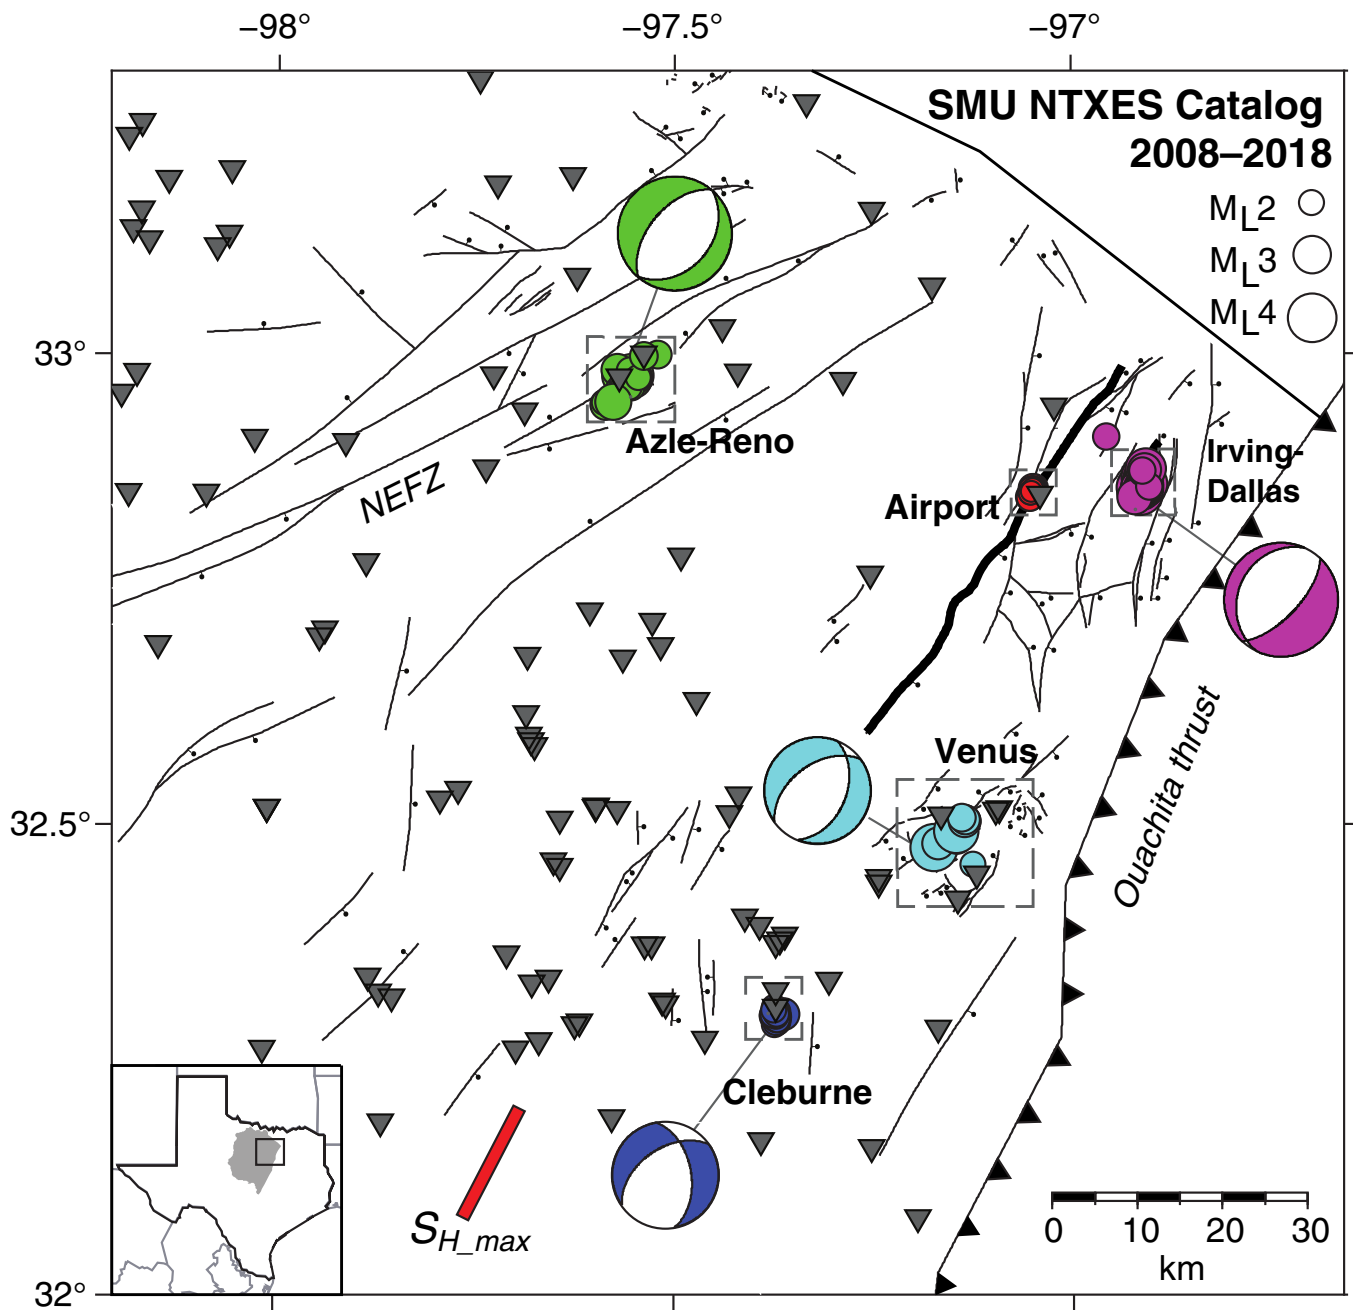 −98°
−97.5°
−97°
SMU NTXES Catalog
2008–2018
ML2
ML3
ML4
33°
Azle-Reno
NEFZ
Irving-
Dallas
Airport
Venus
32.5°
Ouachita thrust
Cleburne
SH_max
0 10 20 30
km
32°